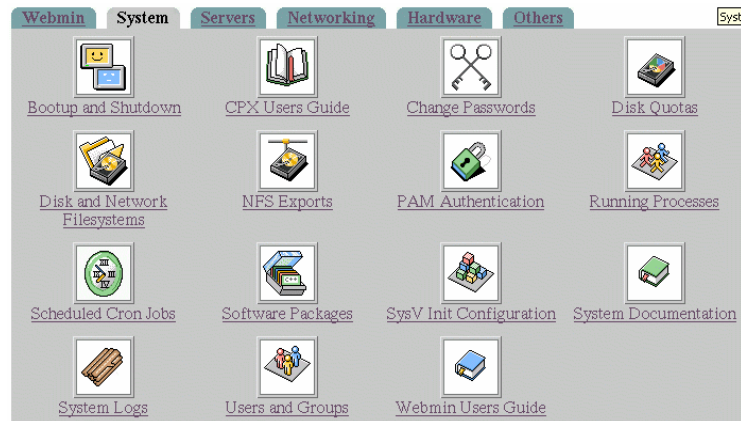 Webmin System Servers Networking Hardware Others Syst
Bootup and Shutdown CPX Users Guide Change Passwords Disk Quotas
Disk and Network NFS Exports PAM Authentication Running Processes
Filesystems
Scheduled Cron Jobs Software Packages SysV Init Configuration System Documentation
System Logs Users and Groups Webmin Users Guide